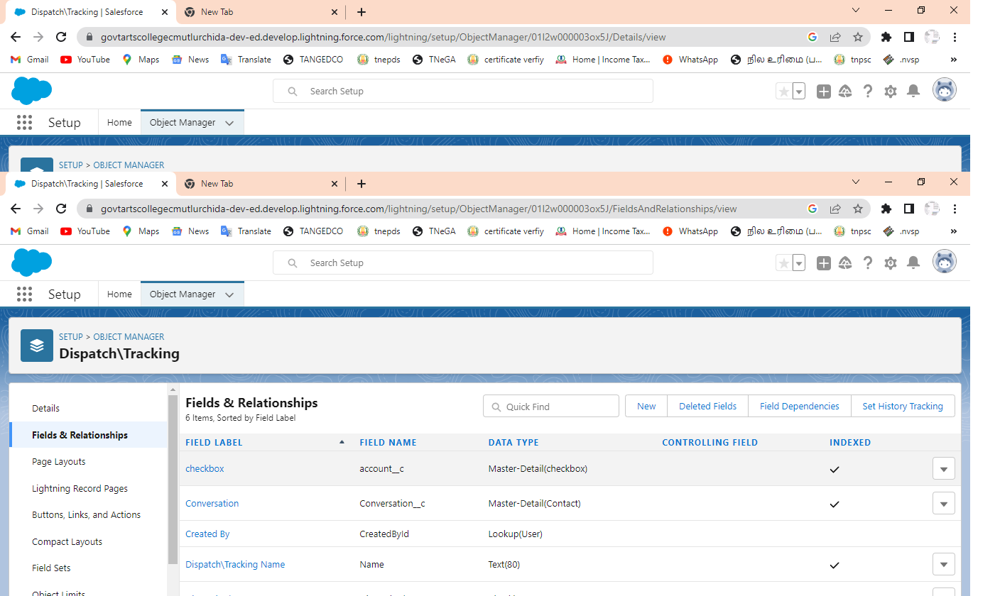 Dispatch\Tracking | Salesforce
New Tab
govtartscollegecmutlurchida-dev-ed.develop.lightning.force.com/lightning/setup/ObjectManager/01I2w000003ox5J/Details/view
Gmail YouTube Maps News Translate TANGEDCO tnepds TNeGA certificate verfiy Home | Income Tax... WhatsApp நில உரிமை (ப... tnpsc .nvsp »
Search Setup
Setup Home Object Manager
SETUP > OBJECT MANAGER
Dispatch\Tracking | Salesforce
New Tab
govtartscollegecmutlurchida-dev-ed.develop.lightning.force.com/lightning/setup/ObjectManager/01I2w000003ox5J/FieldsAndRelationships/view
Gmail YouTube Maps News Translate TANGEDCO tnepds TNeGA certificate verfiy Home | Income Tax... WhatsApp நில உரிமை (ப... tnpsc .nvsp »
Search Setup
Setup Home Object Manager
SETUP > OBJECT MANAGER
Dispatch\Tracking
Details
Fields & Relationships
Page Layouts
Lightning Record Pages
Buttons, Links, and Actions
Compact Layouts
Field Sets
Object Limits
Fields & Relationships
6 Items, Sorted by Field Label
Quick Find
New Deleted Fields Field Dependencies Set History Tracking
FIELD LABEL FIELD NAME DATA TYPE CONTROLLING FIELD INDEXED
checkbox account__c Master-Detail(checkbox)
Conversation Conversation__c Master-Detail(Contact)
Created By CreatedById Lookup(User)
Dispatch\Tracking Name Name Text(80)